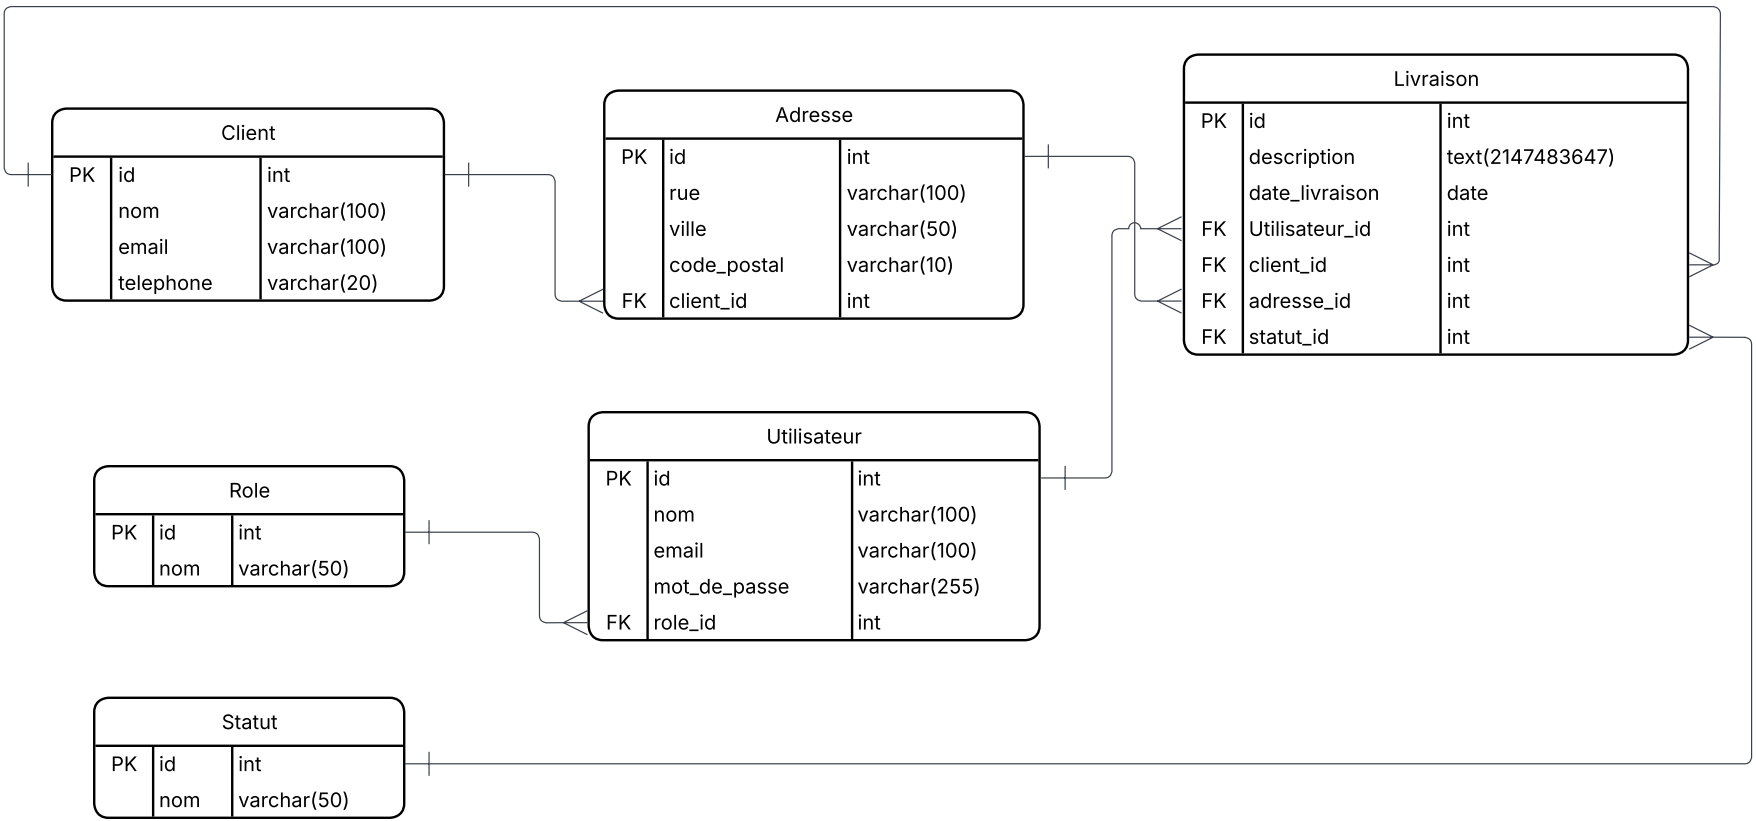 Client
PK id int
nom varchar(100)
email varchar(100)
telephone varchar(20)
Adresse
PK id int
rue varchar(100)
ville varchar(50)
code_postal varchar(10)
FK client_id int
Livraison
PK id int
description text(2147483647)
date_livraison date
FK Utilisateur_id int
FK client_id int
FK adresse_id int
FK statut_id int
Role
PK id int
nom varchar(50)
Utilisateur
PK id int
nom varchar(100)
email varchar(100)
mot_de_passe varchar(255)
FK role_id int
Statut
PK id int
nom varchar(50)